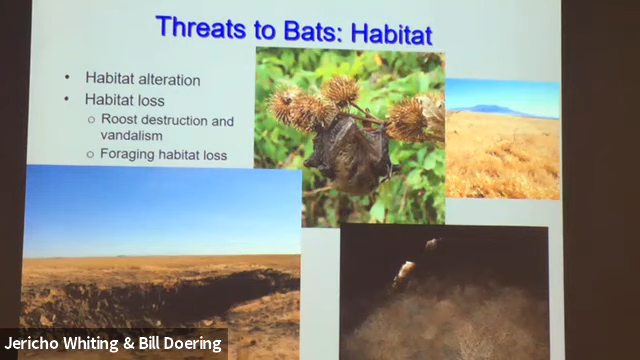 Threats to Bats: Habitat
• Habitat alteration
• Habitat loss
o Roost destruction and
vandalism
o Foraging habitat loss
Jericho Whiting & Bill Doering